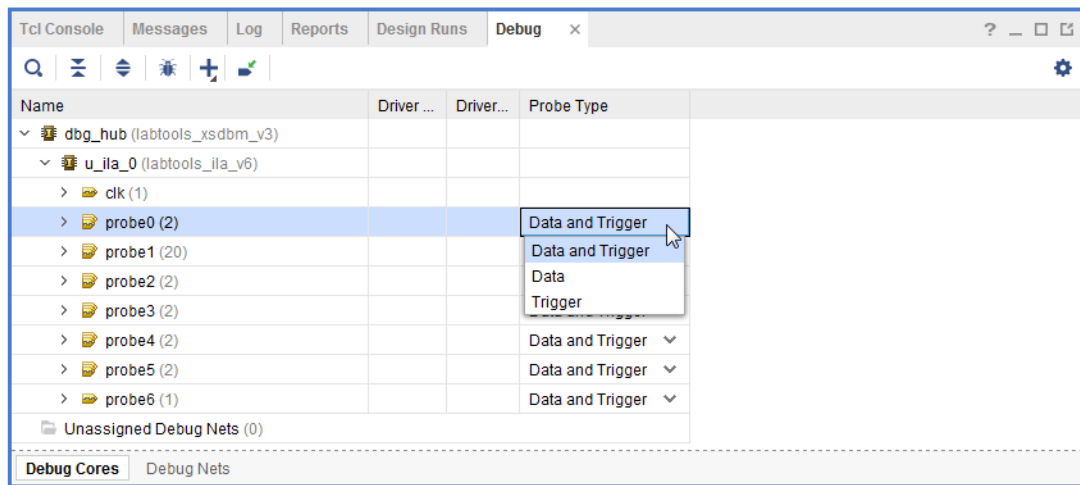 Tcl Console Messages Log Reports Design Runs Debug × ?
Name Driver ... Driver... Probe Type
dbg_hub (labtools_xsdbm_v3)
u_ila_0 (labtools_ila_v6)
clk (1)
probe0 (2) Data and Trigger
probe1 (20) Data and Trigger
probe2 (2) Data
probe3 (2) Trigger
probe4 (2) Data and Trigger
probe5 (2) Data and Trigger
probe6 (1) Data and Trigger
Unassigned Debug Nets (0)
Debug Cores Debug Nets